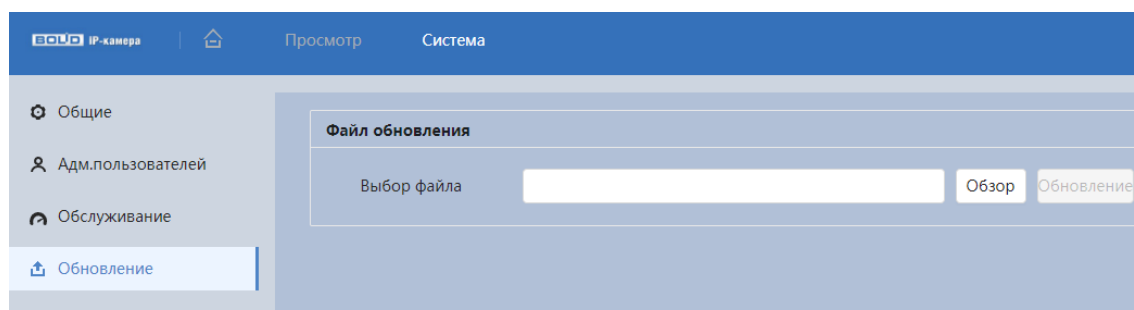 BOLID IP-камера Просмотр Система
Общие
Файл обновления
Адм.пользователей
Выбор файла Обзор Обновление
Обслуживание
Обновление